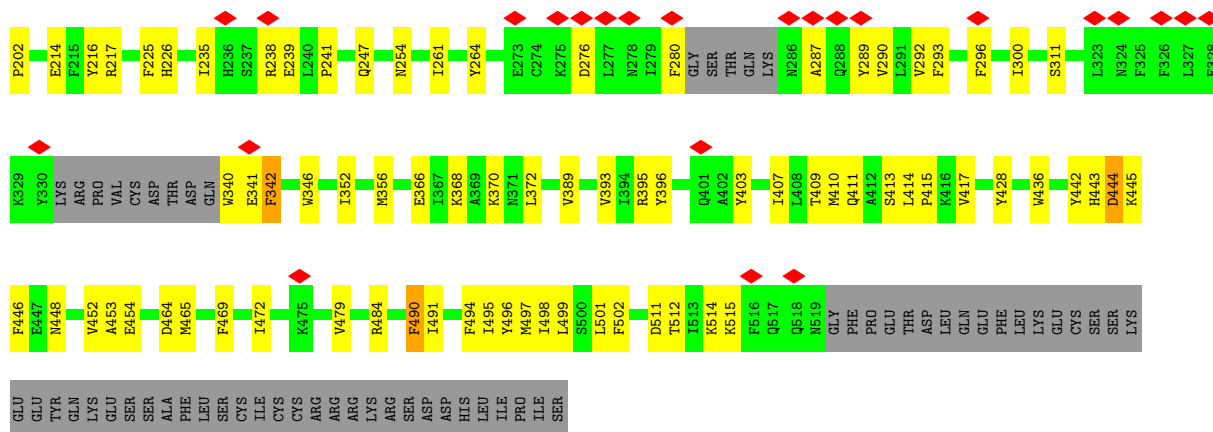 P202 E214 F215 Y216 R217 F225 H226 I235 H236 S237 R238 E239 L240 P241 Q247 N254 I261 Y264 E273 C274 K275 D276 L277 N278 I279 F280 GLY SER THR GLN LYS N286 A287 Q288 Y289 V290 L291 V292 F293 F296 I300 S311 L323 N324 F325 F326 L327
K329 Y330 LYS ARG PRO VAL CYS ASP THR ASP GLN W340 E341 F342 W346 I352 M356 E366 I367 K368 A369 K370 N371 L372 V389 V393 I394 R395 Y396 Q401 A402 Y403 I407 L408 T409 M410 Q411 A412 S413 L414 P415 K416 V417 Y428 W436 Y442 H443 D444 K445
F446 E447 N448 V452 A453 E454 D464 M465 F469 I472 K475 V479 R484 F490 I491 F494 I495 Y496 M497 I498 L499 S500 L501 F502 D511 T512 I513 K514 K515 F516 Q517 Q518 N519 GLY PHE PRO GLU THR ASP LEU GLN GLU PHE LEU LYS GLU CYS SER SER LYS
GLU GLU TYR GLN LYS GLU SER SER ALA PHE LEU SER CYS ILE CYS CYS ARG ARG ARG LYS ARG SER ASP ASP HIS LEU ILE PRO ILE SER